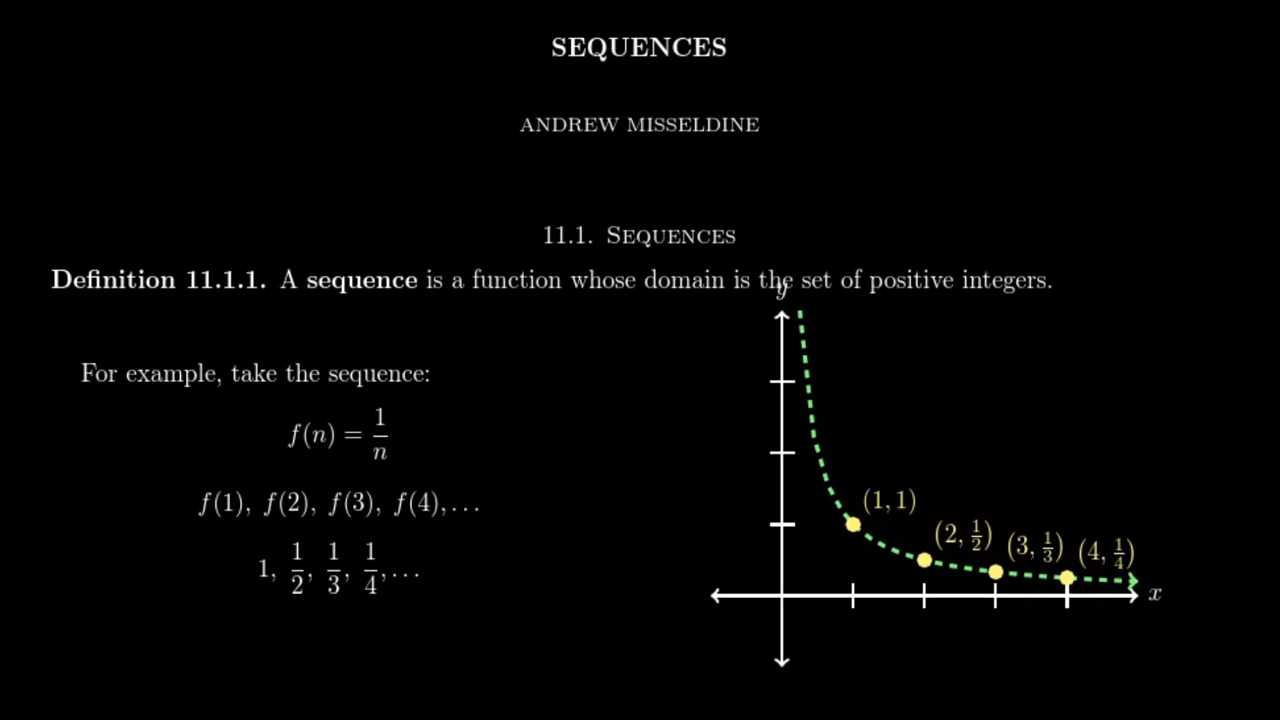 SEQUENCES
ANDREW MISSELDINE
11.1. SEQUENCES
Definition 11.1.1. A sequence is a function whose domain is the set of positive integers.
y
For example, take the sequence:
f(n) = 1/n
f(1), f(2), f(3), f(4), ...
1, 1/2, 1/3, 1/4, ...
(1, 1)
(2, 1/2) (3, 1/3) (4, 1/4)
x